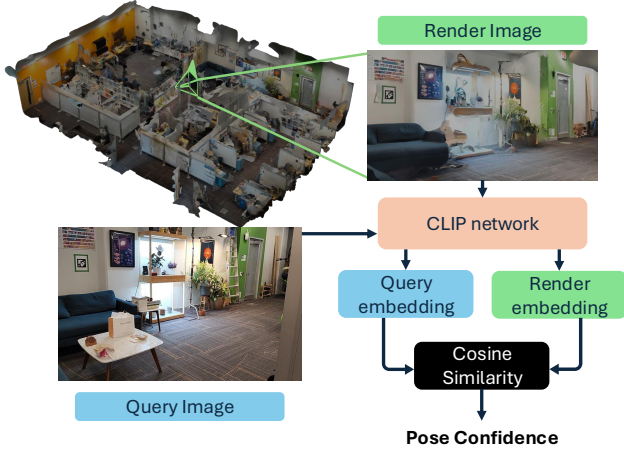 Render Image
CLIP network
Query
embedding
Render
embedding
Cosine
Similarity
Query Image
Pose Confidence